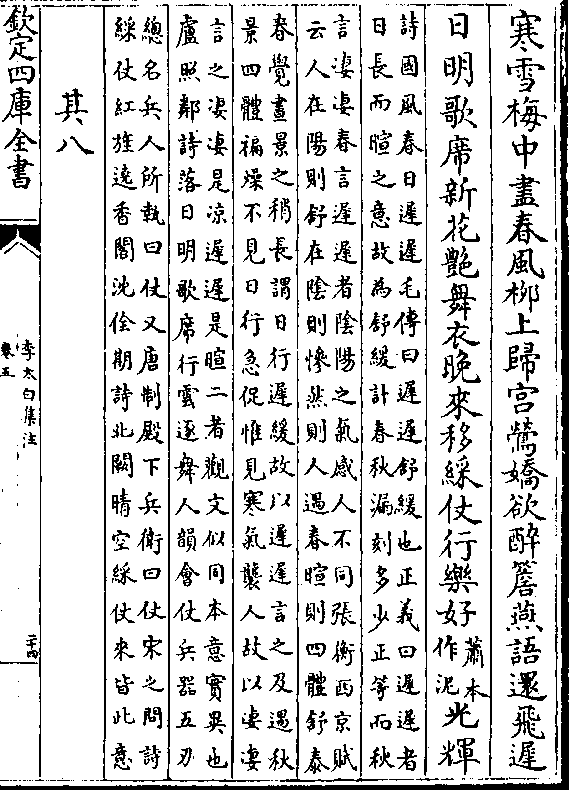 寒雪梅中盡春風柳上歸宫鶯嬌欲醉簷燕語還飛遲
日明歌席新花艷舞衣晚來移綵仗行樂好蕭本作泥光輝
詩國風春日遲遲毛傳曰遲遲舒緩也正義曰遲遲者
日長而暄之意故為舒緩計春秋漏刻多少正等而秋
言淒淒春言遲遲者陰陽之氣感人不同張衡西京賦
云人在陽則舒在陰則慘然則人遇春暄則四體舒泰
春覺晝景之稍長謂日行遲緩故以遲遲言之及遇秋
景四體褊燥不見日行急促惟見寒氣襲人故以淒淒
言之淒淒是凉遲遲是暄二者觀文似同本意實異也
盧照鄰詩落日明歌席行雲逐舞人韻會仗兵器五刃
總名兵人所執曰仗又唐制殿下兵衛曰仗宋之問詩
綵仗紅旌遶香閣沈佺期詩北闕晴空綵仗來皆此意
其八
欽定四庫全書
李太白集注
卷五
二十四